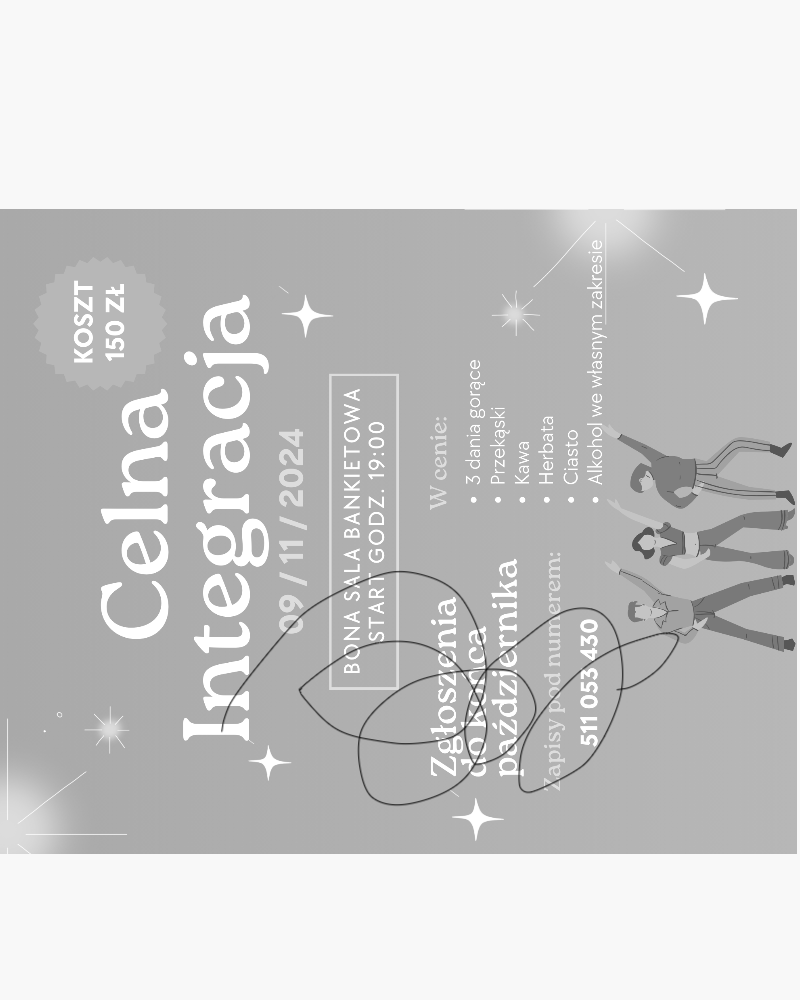 KOSZT
150 ZŁ
Celna
Integracja
09 / 11 / 2024
BONA SALA BANKIETOWA
START GODZ. 19:00
Zgłoszenia
do końca
października
Zapisy pod numerem:
511 053 430
W cenie:
• 3 dania gorące
• Przekąski
• Kawa
• Herbata
• Ciasto
• Alkohol we własnym zakresie